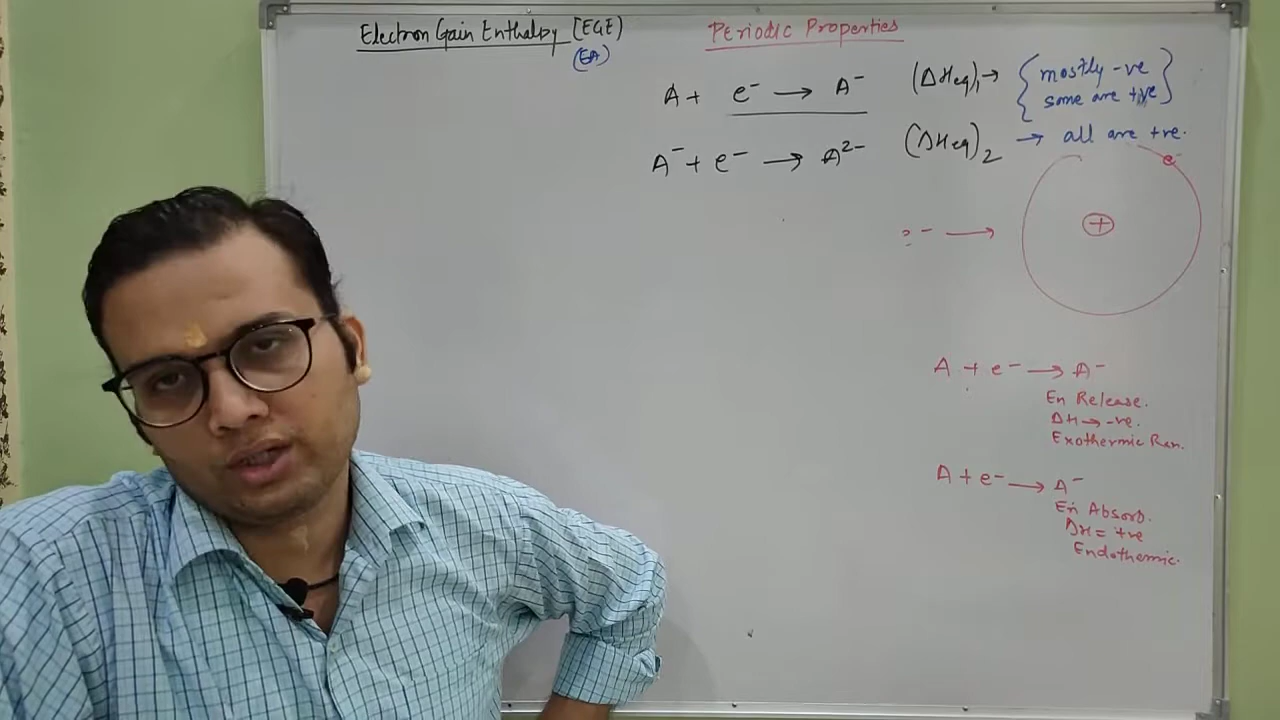 Electron Gain Enthalpy [EGE]
(EA)
Periodic Properties
A + e⁻ → A⁻ (ΔHeg)₁ → { mostly -ve
some are +ve }
A⁻ + e⁻ → A²⁻ (ΔHeg)₂ → all are +ve.
e⁻
+
A + e⁻ → A⁻
En Release.
ΔH → -ve.
Exothermic Rxn.
A + e⁻ → A⁻
En Absorb.
ΔH = +ve
Endothermic.